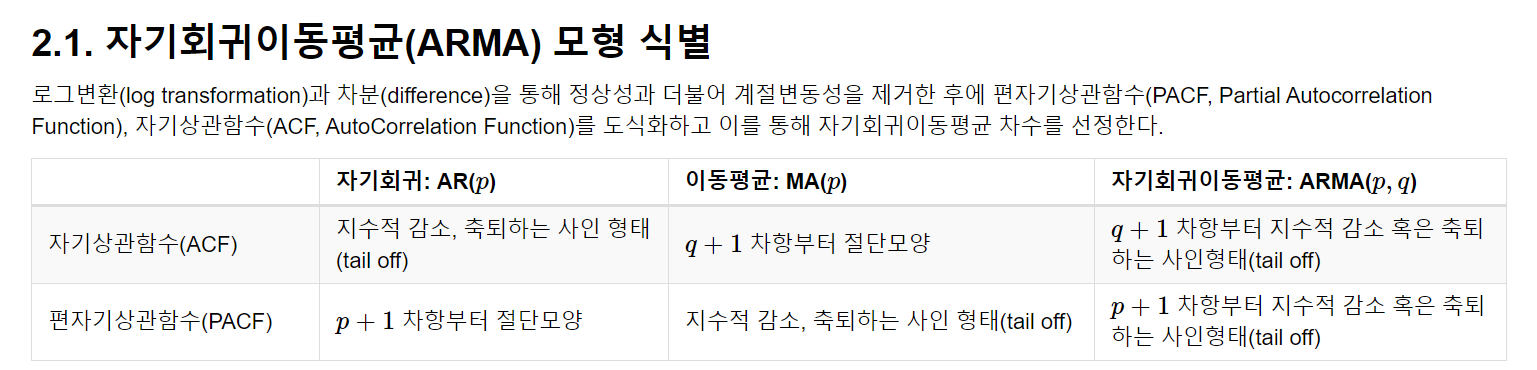 2.1. 자기회귀이동평균(ARMA) 모형 식별
로그변환(log transformation)과 차분(difference)을 통해 정상성과 더불어 계절변동성을 제거한 후에 편자기상관함수(PACF, Partial Autocorrelation
Function), 자기상관함수(ACF, AutoCorrelation Function)를 도식화하고 이를 통해 자기회귀이동평균 차수를 선정한다.
자기회귀: AR(p) 이동평균: MA(p) 자기회귀이동평균: ARMA(p, q)
자기상관함수(ACF)
지수적 감소, 축퇴하는 사인 형태
(tail off)
q + 1 차항부터 절단모양
q + 1 차항부터 지수적 감소 혹은 축퇴
하는 사인형태(tail off)
편자기상관함수(PACF)
p + 1 차항부터 절단모양
지수적 감소, 축퇴하는 사인 형태(tail off)
p + 1 차항부터 지수적 감소 혹은 축퇴
하는 사인형태(tail off)